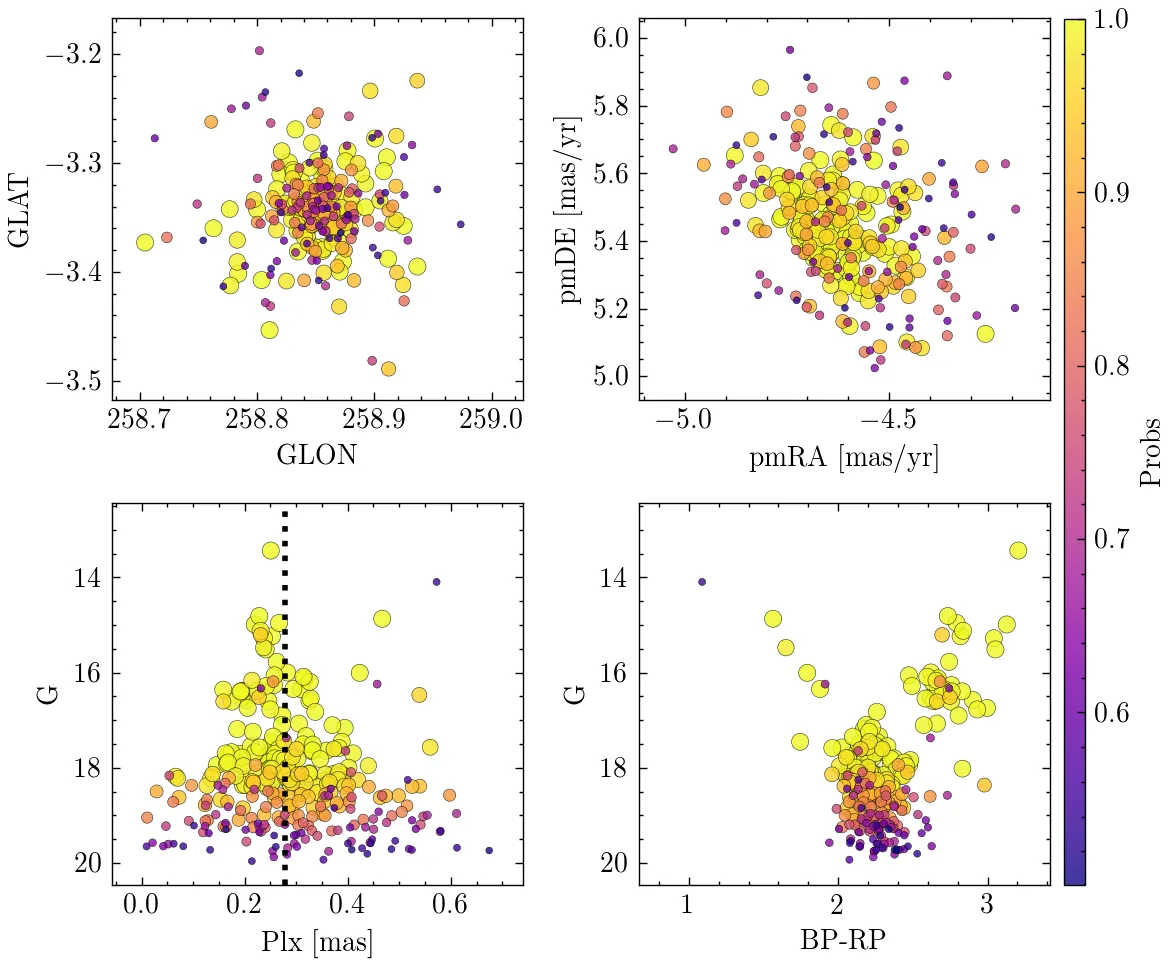 −3.2
−3.3
−3.4
−3.5
GLAT
258.7 258.8 258.9 259.0
GLON
6.0
5.8
5.6
5.4
5.2
5.0
pmDE [mas/yr]
−5.0 −4.5
pmRA [mas/yr]
14
16
18
20
G
0.0 0.2 0.4 0.6
Plx [mas]
14
16
18
20
G
1 2 3
BP-RP
1.0
0.9
0.8
0.7
0.6
Probs